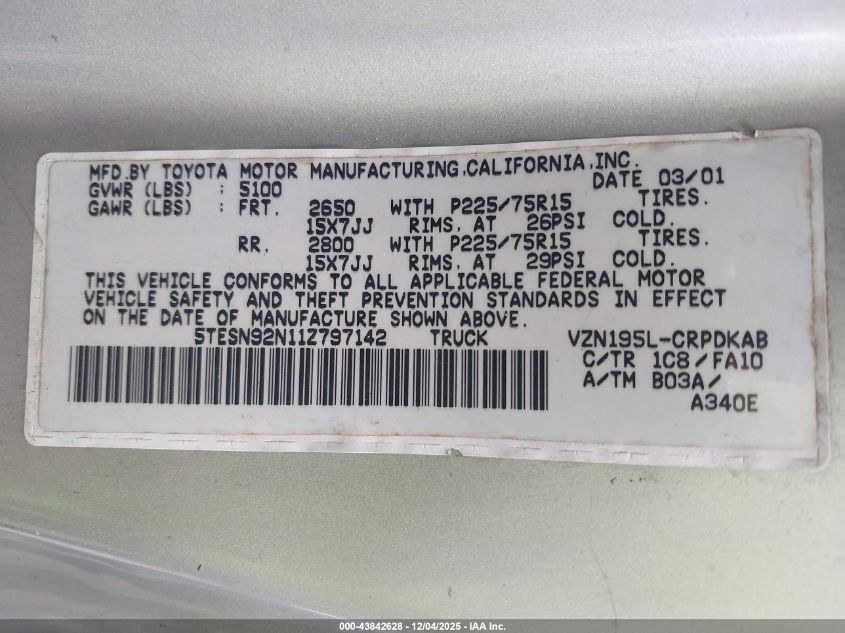 MFD.BY TOYOTA MOTOR MANUFACTURING,CALIFORNIA,INC.
GVWR (LBS) : 5100 DATE 03/01
GAWR (LBS) : FRT. 2650 WITH P225/75R15 TIRES.
15X7JJ RIMS, AT 26PSI COLD.
RR. 2800 WITH P225/75R15 TIRES.
15X7JJ RIMS, AT 29PSI COLD.
THIS VEHICLE CONFORMS TO ALL APPLICABLE FEDERAL MOTOR
VEHICLE SAFETY AND THEFT PREVENTION STANDARDS IN EFFECT
ON THE DATE OF MANUFACTURE SHOWN ABOVE.
5TESN92N11Z797142 TRUCK VZN195L-CRPDKAB
C/TR 1C8/FA10
A/TM B03A/
A340E
000-43842628 - 12/04/2025 - IAA Inc.